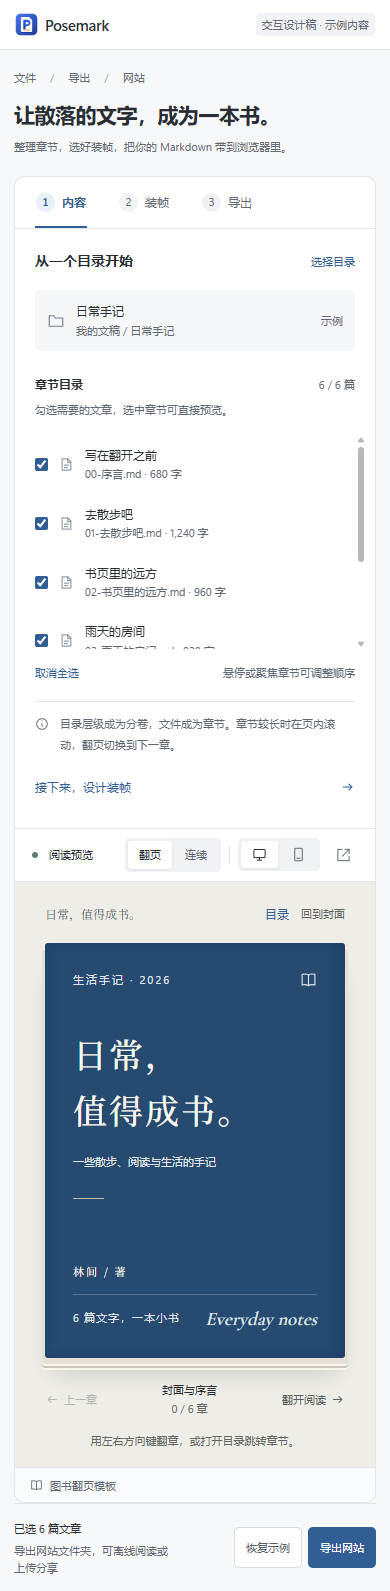 Posemark
交互设计稿 · 示例内容
文件 / 导出 / 网站
让散落的文字，成为一本书。
整理章节，选好装帧，把你的 Markdown 带到浏览器里。
1 内容 2 装帧 3 导出
从一个目录开始 选择目录
日常手记
我的文稿 / 日常手记
示例
章节目录 6 / 6 篇
勾选需要的文章，选中章节可直接预览。
写在翻开之前
00-序言.md · 680 字
去散步吧
01-去散步吧.md · 1,240 字
书页里的远方
02-书页里的远方.md · 960 字
雨天的房间
取消全选 悬停或聚焦章节可调整顺序
目录层级成为分卷，文件成为章节。章节较长时在页内滚
动，翻页切换到下一章。
接下来，设计装帧 →
阅读预览 翻页 连续
日常，值得成书。 目录 回到封面
生活手记 · 2026
日常，
值得成书。
一些散步、阅读与生活的手记
林间 / 著
6 篇文字，一本小书 Everyday notes
← 上一章
封面与序言
0 / 6 章
翻开阅读 →
用左右方向键翻章，或打开目录跳转章节。
图书翻页模板
已选 6 篇文章
导出网站文件夹，可离线阅读或
上传分享
恢复示例 导出网站